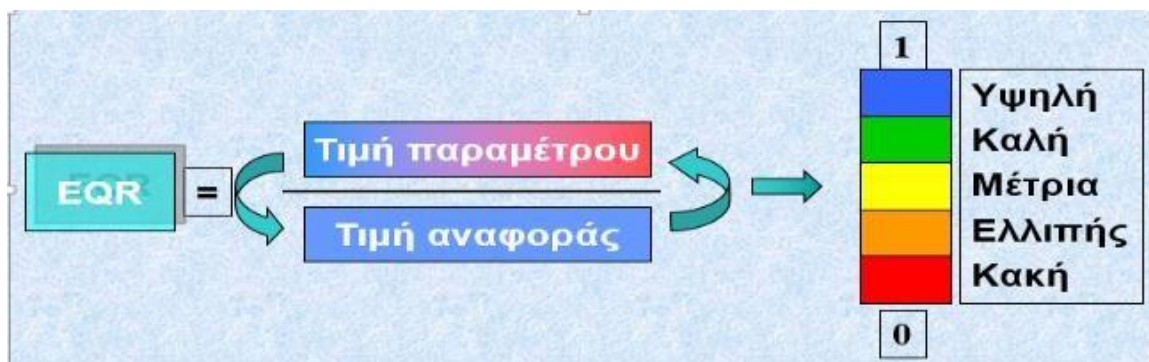 EQR
=
Τιμή παραμέτρου
Τιμή αναφοράς
1
Υψηλή
Καλή
Μέτρια
Ελλιπής
Κακή
0